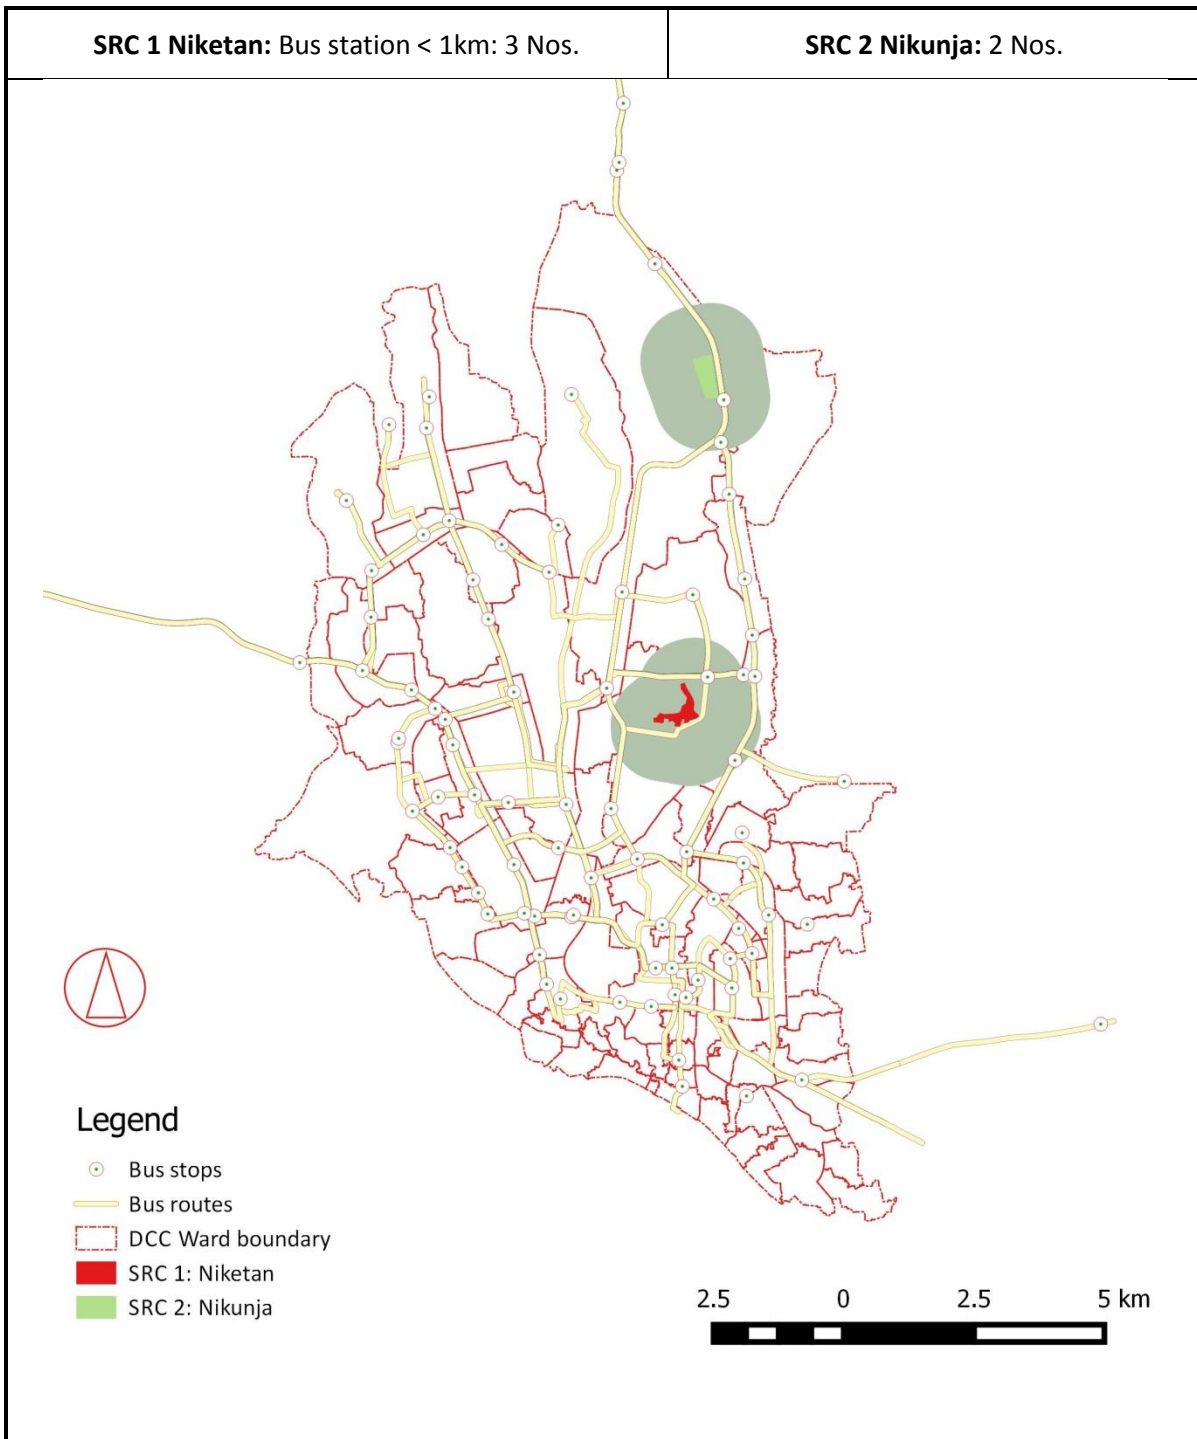 SRC 1 Niketan: Bus station < 1km: 3 Nos.
SRC 2 Nikunja: 2 Nos.
Legend
Bus stops
Bus routes
DCC Ward boundary
SRC 1: Niketan
SRC 2: Nikunja
2.5 0 2.5 5 km